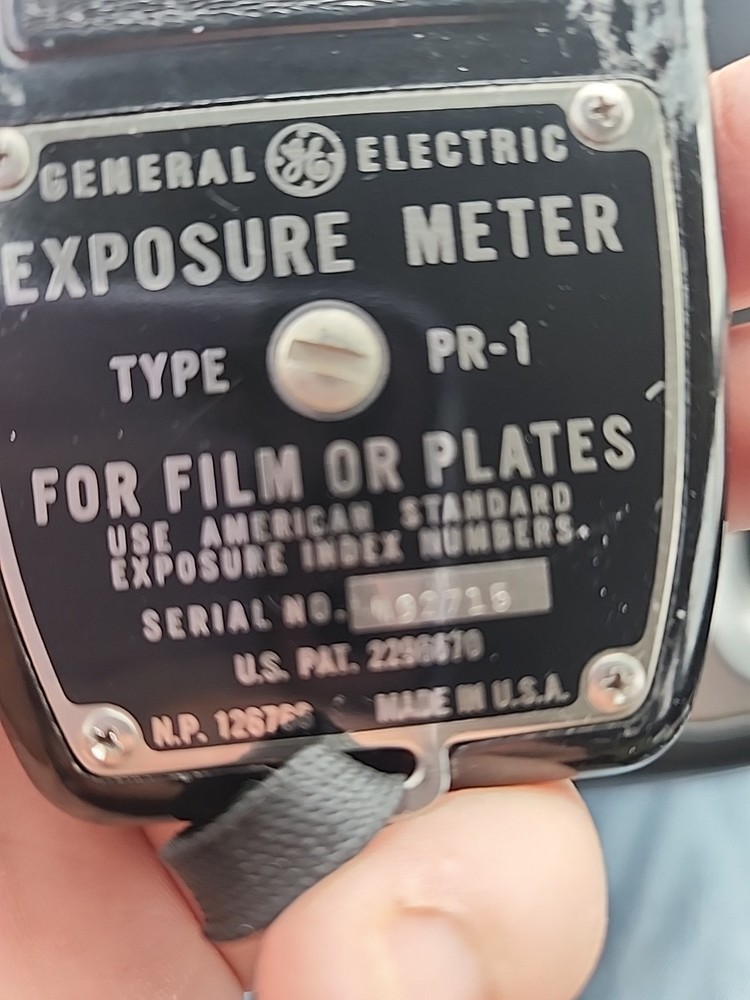 GENERAL GE ELECTRIC
EXPOSURE METER
TYPE PR-1
FOR FILM OR PLATES
USE AMERICAN STANDARD
EXPOSURE INDEX NUMBERS.
SERIAL NO.
U.S. PAT.
N.P. MADE IN U.S.A.